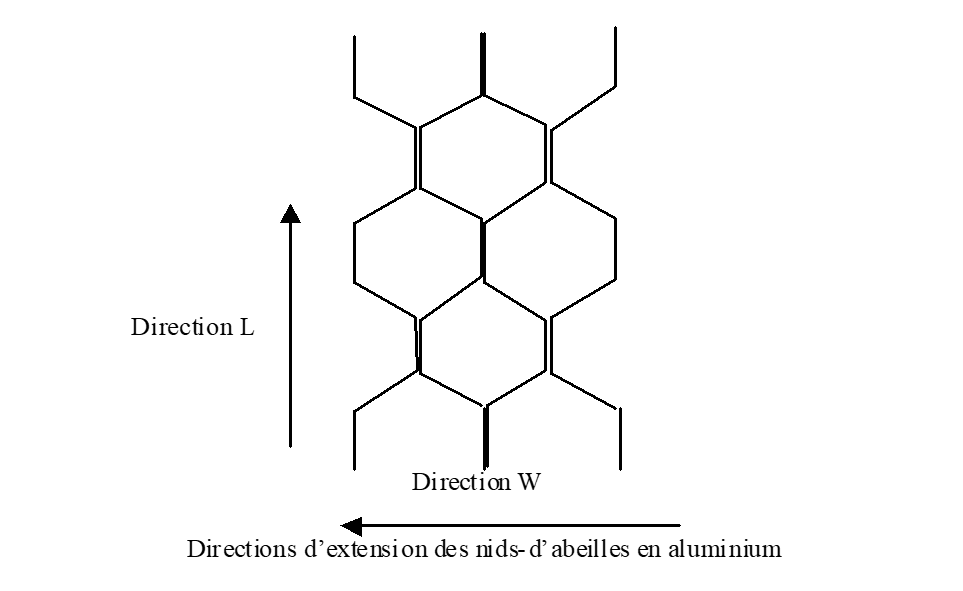 Direction L
Direction W
Directions d’extension des nids-d’abeilles en aluminium